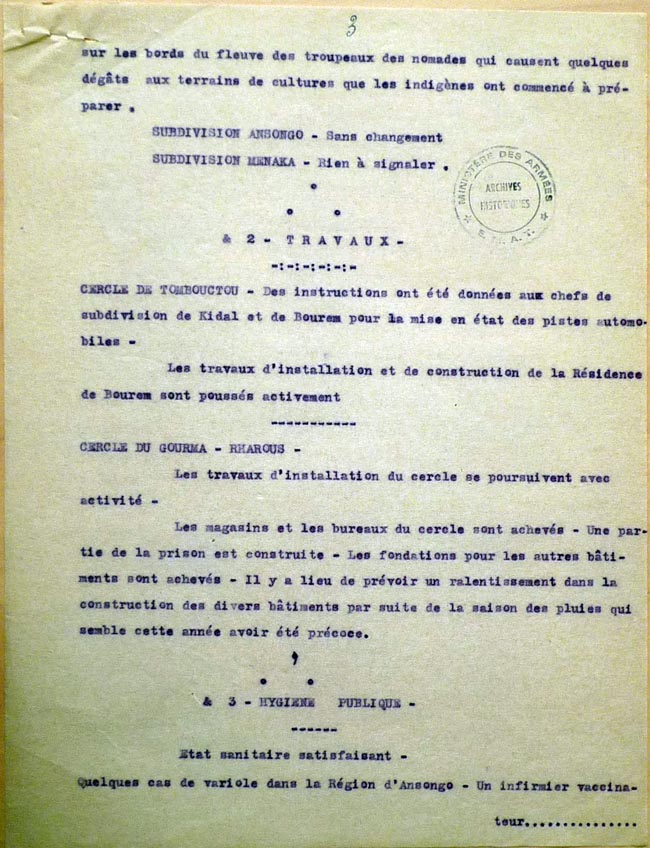 3
sur les bords du fleuve des troupeaux des nomades qui causent quelques
dégâts aux terrains de cultures que les indigènes ont commencé à pré-
parer .
SUBDIVISION ANSONGO - Sans changement
SUBDIVISION MENAKA - Rien à signaler .
MINISTÈRE DES ARMÉES
ARCHIVES
HISTORIQUES
& 2 - TRAVAUX -
-:-:-:-:-:-
CERCLE DE TOMBOUCTOU - Des instructions ont été données aux chefs de
subdivision de Kidal et de Bourem pour la mise en état des pistes automo-
biles -
Les travaux d'installation et de construction de la Résidence
de Bourem sont poussés activement
-----------
CERCLE DU GOURMA - RHAROUS -
Les travaux d'installation du cercle se poursuivent avec
activité -
Les magasins et les bureaux du cercle sont achevés - Une par-
tie de la prison est construite - Les fondations pour les autres bâti-
ments sont achevés - Il y a lieu de prévoir un ralentissement dans la
construction des divers bâtiments par suite de la saison des pluies qui
semble cette année avoir été précoce.
& 3 - HYGIENE PUBLIQUE -
------
Etat sanitaire satisfaisant -
Quelques cas de variole dans la Région d'Ansongo - Un infirmier vaccina-
teur...............